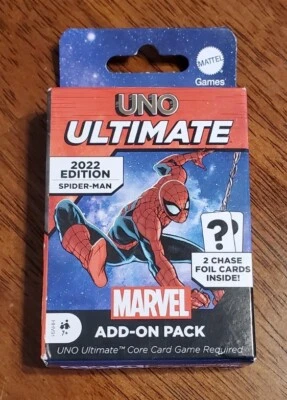 MATTEL
Games
UNO
ULTIMATE
2022
EDITION
SPIDER-MAN
?
2 CHASE
FOIL CARDS
INSIDE!
MARVEL
7+
ADD-ON PACK
UNO Ultimate™ Core Card Game Required